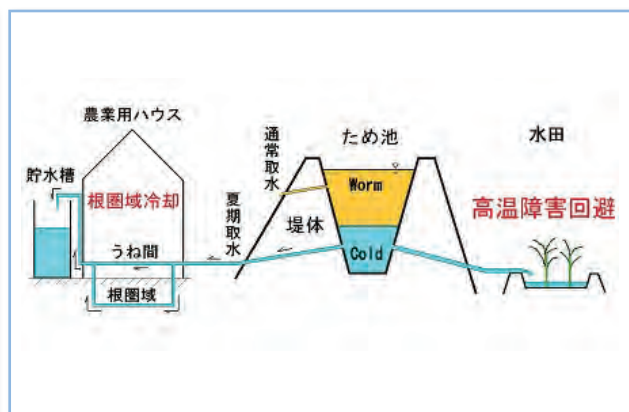 農業用ハウス
貯水槽
根圏域冷却
うね間
根圏域
夏期取水
通常取水
堤体
ため池
Worm
Cold
水田
高温障害回避